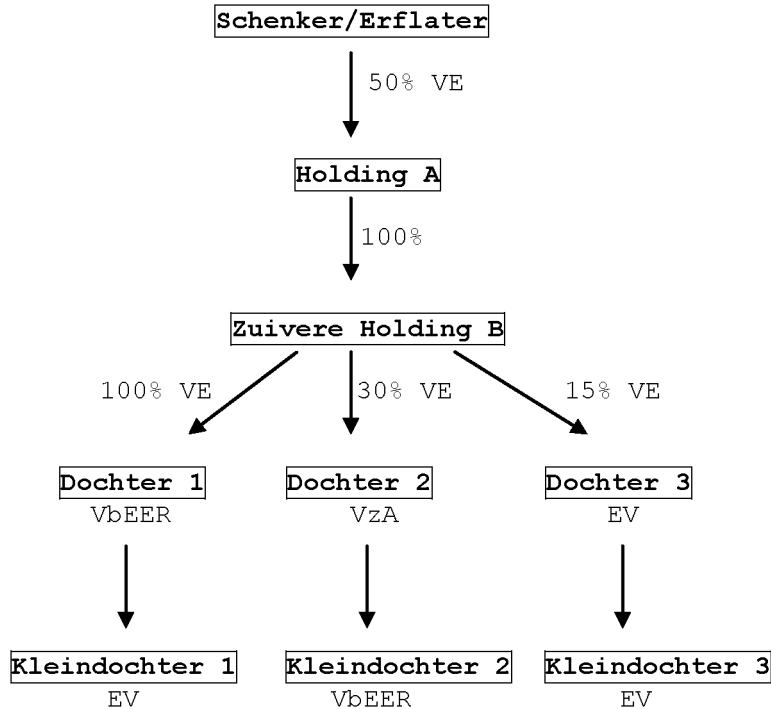 Schenker/Erflater
50% VE
Holding A
100%
Zuivere Holding B
100% VE 30% VE 15% VE
Dochter 1 Dochter 2 Dochter 3
VbEER VzA EV
Kleindochter 1 Kleindochter 2 Kleindochter 3
EV VbEER EV